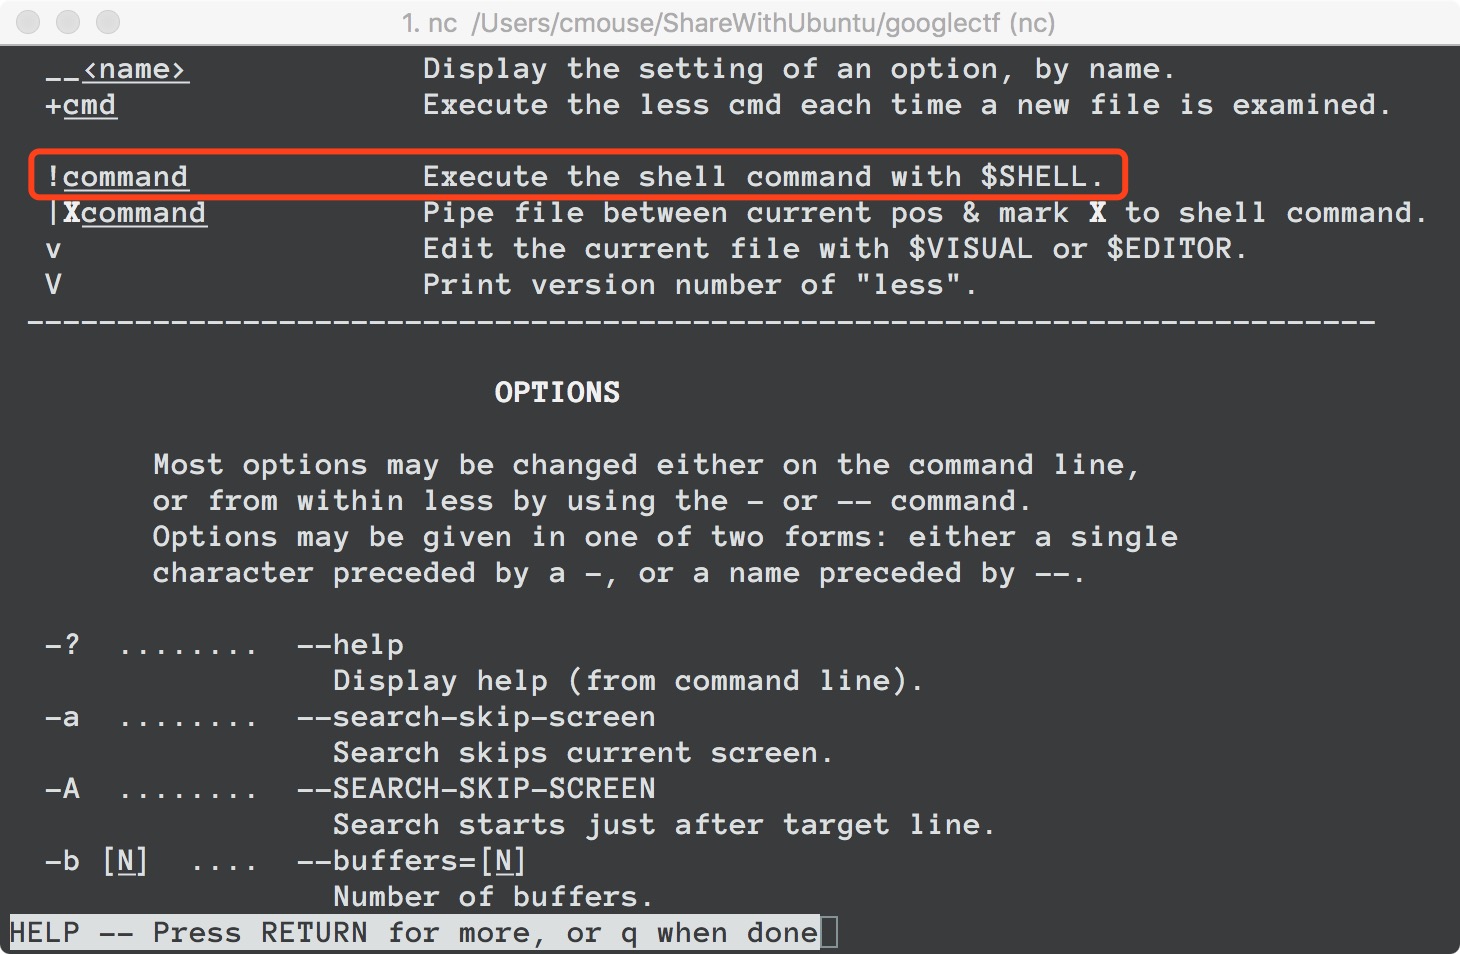 1. nc /Users/cmouse/ShareWithUbuntu/googlectf (nc)
__<name> Display the setting of an option, by name.
+cmd Execute the less cmd each time a new file is examined.
!command Execute the shell command with $SHELL.
|Xcommand Pipe file between current pos & mark X to shell command.
v Edit the current file with $VISUAL or $EDITOR.
V Print version number of "less".
---------------------------------------------------------------------------
OPTIONS
Most options may be changed either on the command line,
or from within less by using the - or -- command.
Options may be given in one of two forms: either a single
character preceded by a -, or a name preceded by --.
-? ........ --help
Display help (from command line).
-a ........ --search-skip-screen
Search skips current screen.
-A ........ --SEARCH-SKIP-SCREEN
Search starts just after target line.
-b [N] .... --buffers=[N]
Number of buffers.
HELP -- Press RETURN for more, or q when done